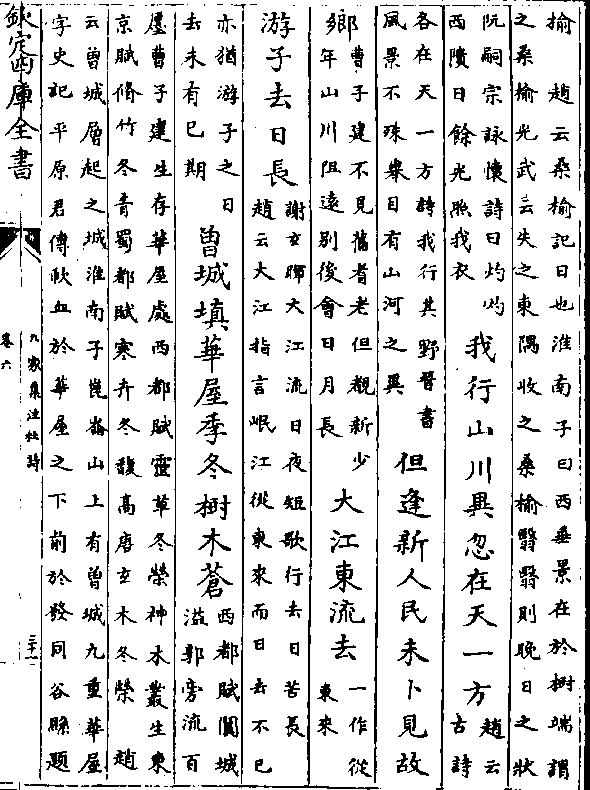 榆　趙云桑榆記日也淮南子曰西垂景在於樹端謂
之桑榆光武云失之東隅收之桑榆翳翳則晚日之狀
阮嗣宗詠懷詩曰灼灼西隤日餘光照我衣我行山川異忽在天一方趙云古詩
各在天一方詩我行其野晉書風景不殊舉目有山河之異但逢新人民未卜見故
鄉曹子建不見舊耆老但覩新少年山川阻遠別後會日月長大江東流去一作從東來
游子去日長謝玄暉大江流日夜短歌行去日苦長趙云大江指言岷江從東來而日去不已
亦猶游子之日去未有已期曽城填華屋季冬樹木蒼西都賦闐城溢郭旁流百
廛曹子建生存華屋處西都賦靈草冬榮神木叢生東
京賦脩竹冬青蜀都賦寒卉冬馥高唐玄木冬榮　趙
云曽城層起之城淮南子崑崙山上有曽城九重華屋
字史記平原君傳歃血於華屋之下前於發同谷縣題
欽定四庫全書
九家集注杜詩
卷六
三十一